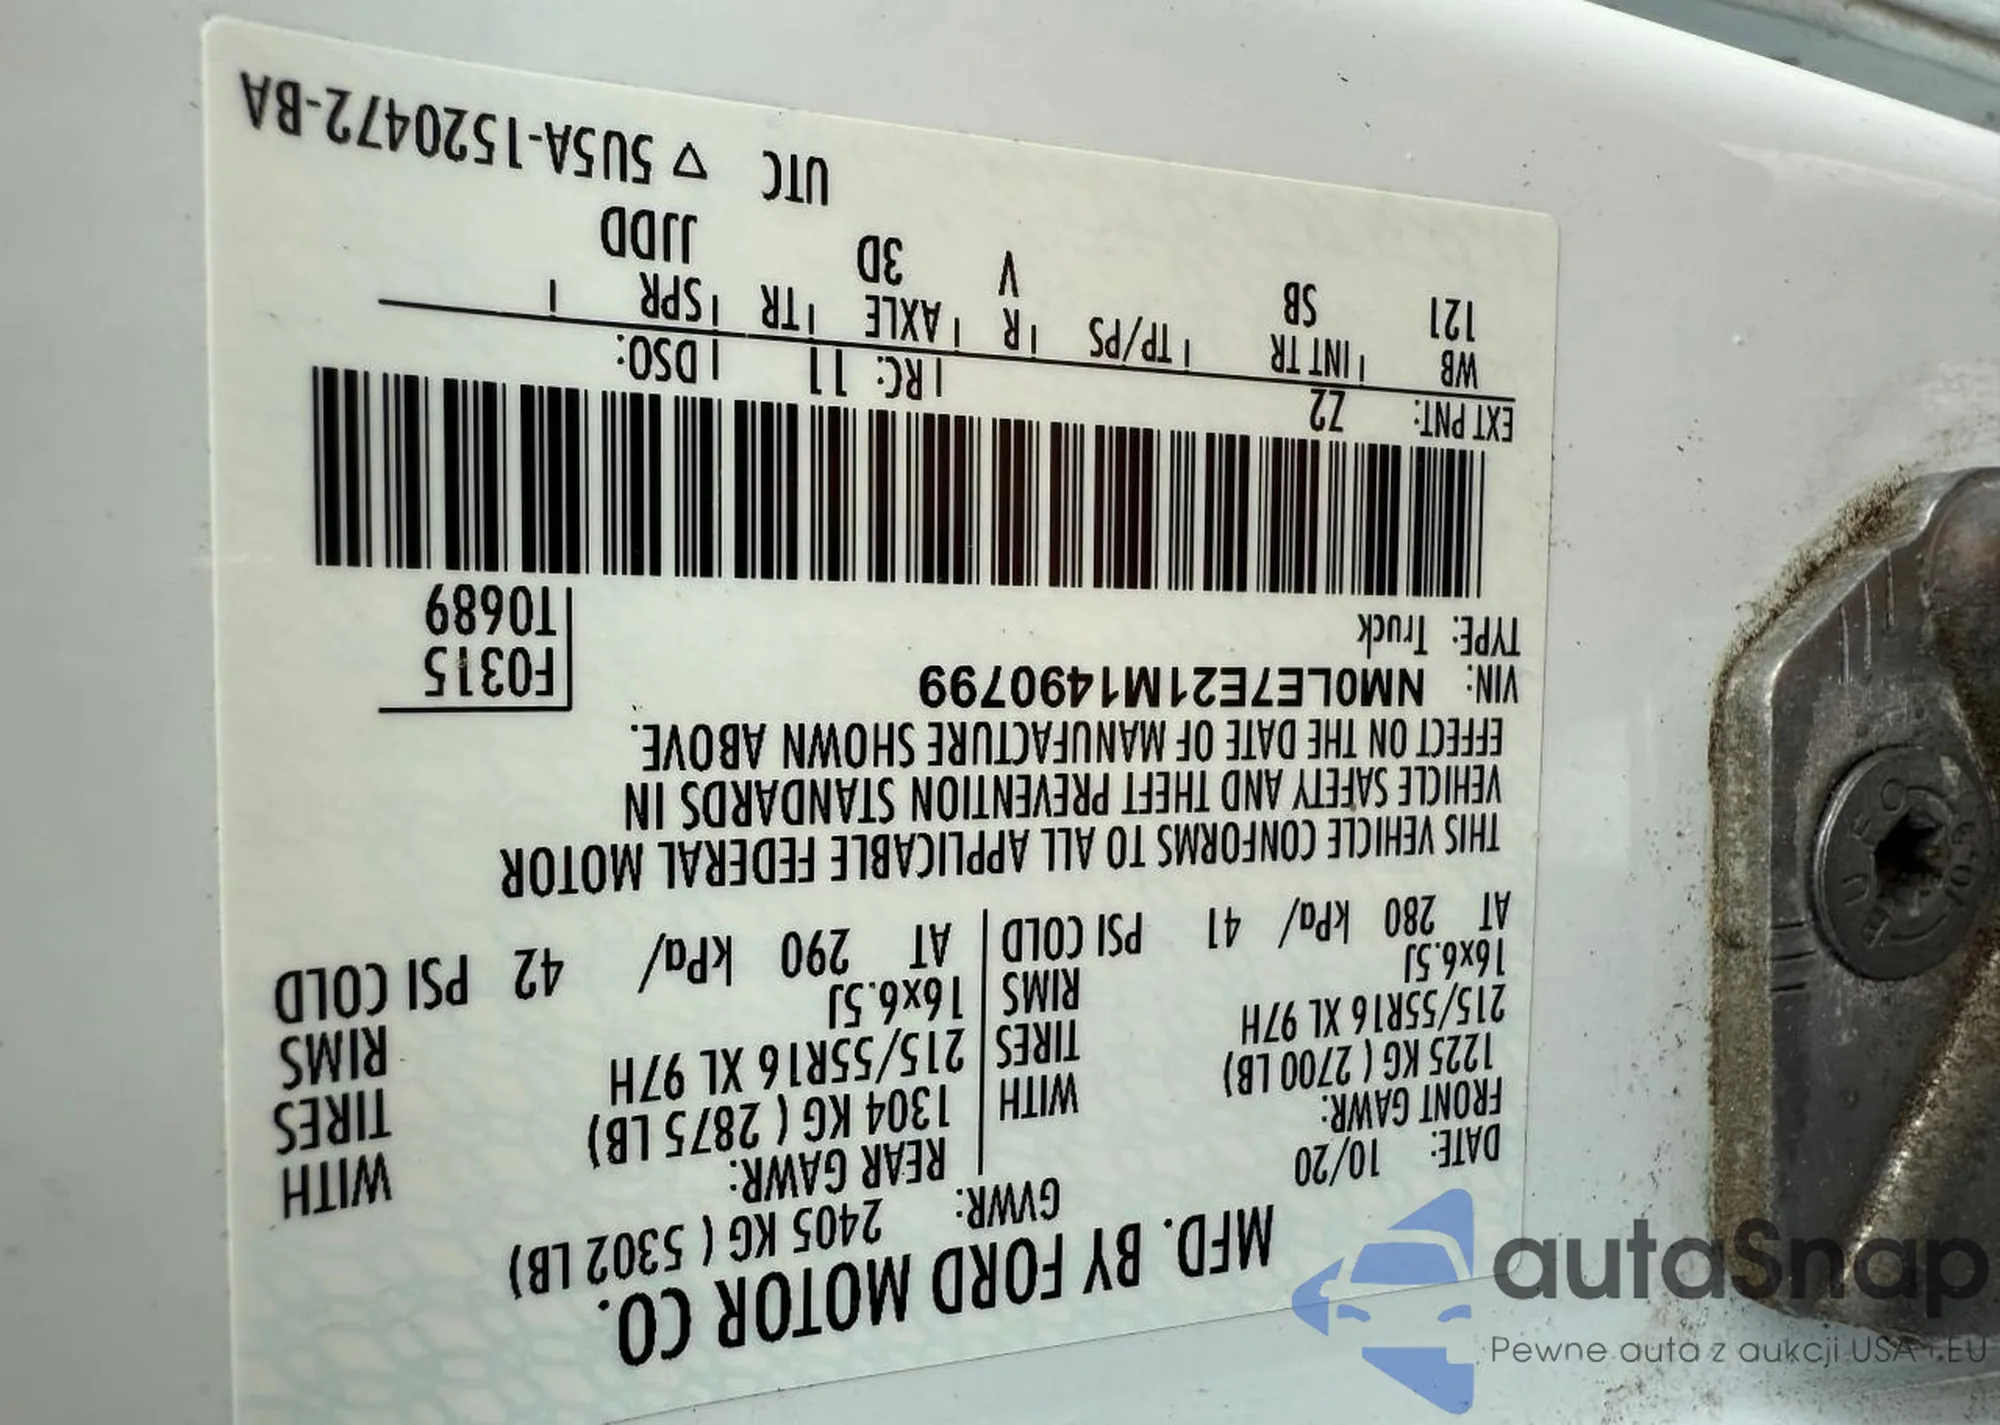 MFD. BY FORD MOTOR CO.
DATE: 10/20 GVWR: 2405 KG ( 5302 LB)
FRONT GAWR: REAR GAWR: WITH
1225 KG ( 2700 LB) WITH 1304 KG ( 2875 LB) TIRES
215/55R16 XL 97H TIRES 215/55R16 XL 97H RIMS
16x6.5J RIMS 16x6.5J
AT 280 kPa/ 41 PSI COLD AT 290 kPa/ 42 PSI COLD
THIS VEHICLE CONFORMS TO ALL APPLICABLE FEDERAL MOTOR
VEHICLE SAFETY AND THEFT PREVENTION STANDARDS IN
EFFECT ON THE DATE OF MANUFACTURE SHOWN ABOVE.
VIN: NM0LE7E21M1490799 F0315
TYPE: Truck T0689
EXT PNT: Z2 RC: 11 DSO:
WB INT TR TP/PS R AXLE TR SPR
121 SB V 3D JJDD
UTC ▽ 5U5A-1520472-BA
BUFO
autoSnap
Pewne auta z aukcji USA i EU